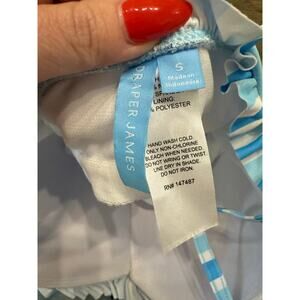 DRAPER JAMES
S
Made in
Indonesia
LINING:
% POLYESTER
HAND WASH COLD.
ONLY NON-CHLORINE
BLEACH WHEN NEEDED.
DO NOT WRING OR TWIST.
LINE DRY IN SHADE.
DO NOT IRON.
RN# 147487